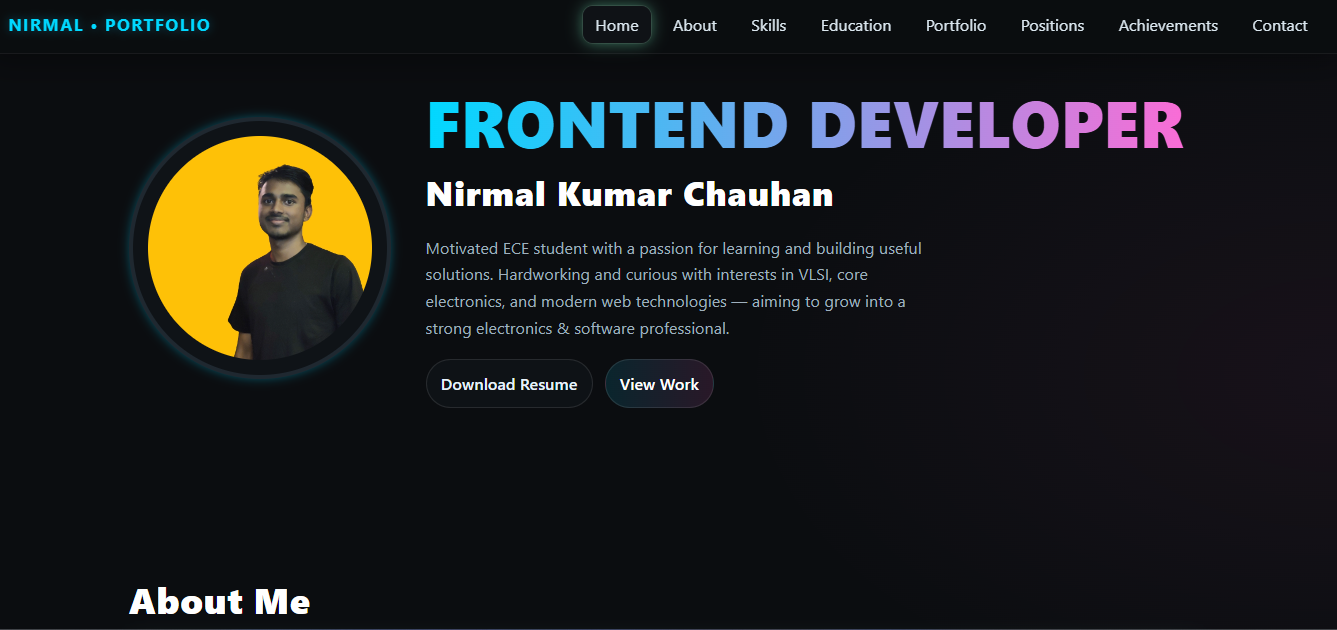 NIRMAL • PORTFOLIO
Home About Skills Education Portfolio Positions Achievements Contact
FRONTEND DEVELOPER
Nirmal Kumar Chauhan
Motivated ECE student with a passion for learning and building useful
solutions. Hardworking and curious with interests in VLSI, core
electronics, and modern web technologies — aiming to grow into a
strong electronics & software professional.
Download Resume View Work
About Me